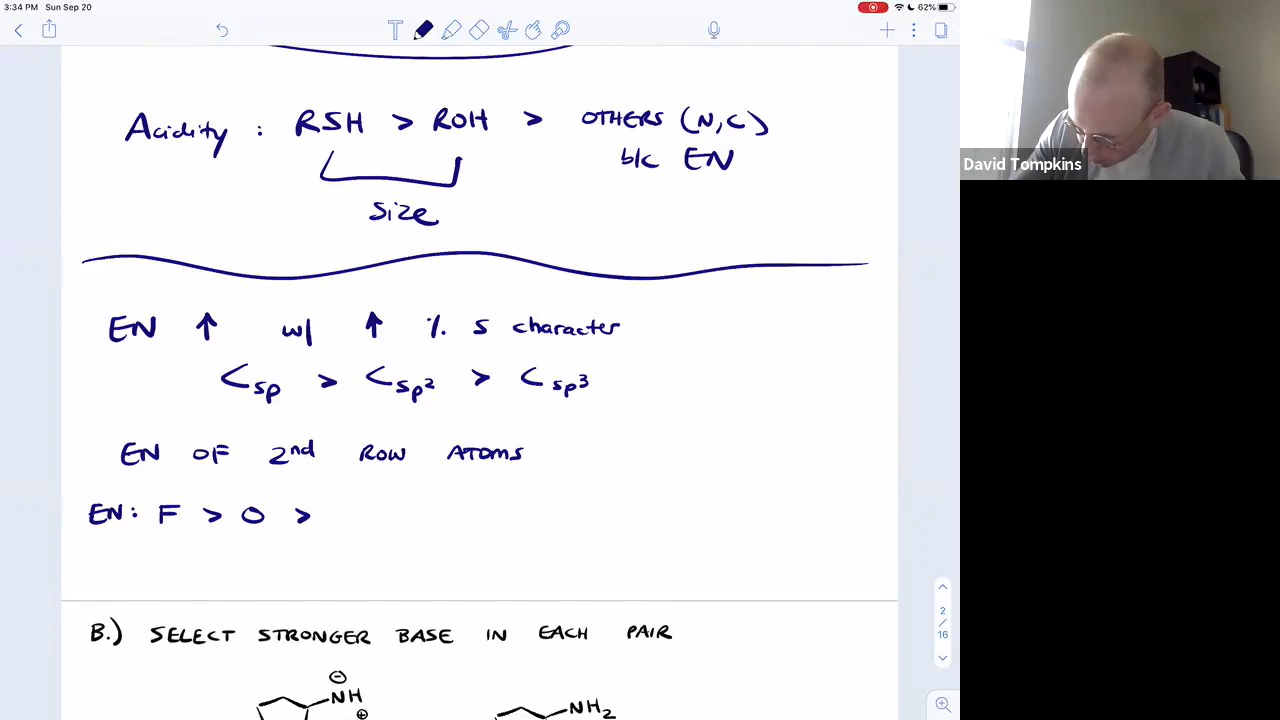 3:34 PM Sun Sep 20
62%
T
Acidity : RSH > ROH > OTHERS (N, C)
b/c EN
Size
EN ↑ w/ ↑ % s character
Csp > Csp2 > Csp3
EN OF 2nd ROW ATOMS
EN: F > O >
2
/
16
B.) SELECT STRONGER BASE IN EACH PAIR
⊖
NH
⊕
NH2
David Tompkins